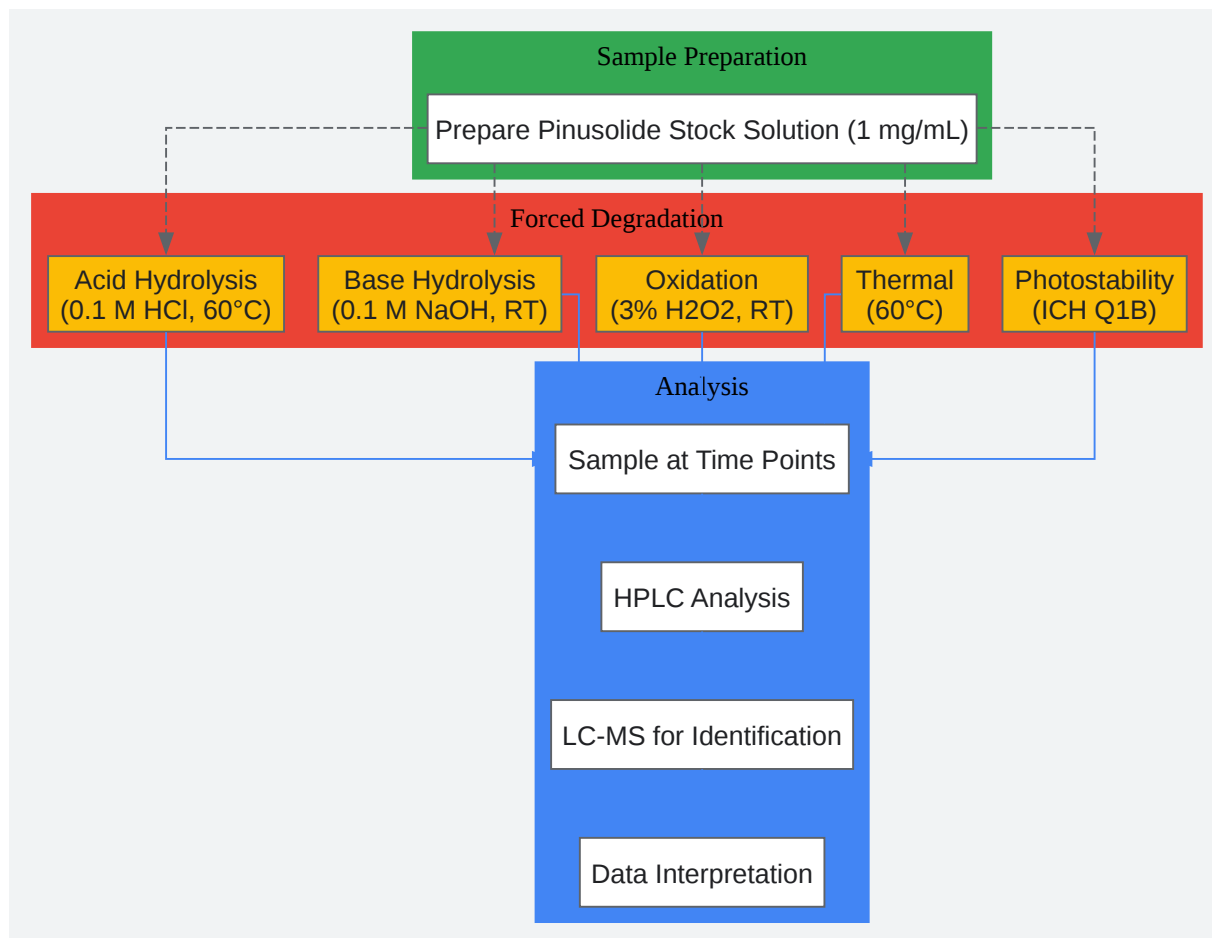 Sample Preparation
Prepare Pinusolide Stock Solution (1 mg/mL)
Forced Degradation
Acid Hydrolysis
(0.1 M HCl, 60°C)
Base Hydrolysis
(0.1 M NaOH, RT)
Oxidation
(3% H2O2, RT)
Thermal
(60°C)
Photostability
(ICH Q1B)
Analysis
Sample at Time Points
HPLC Analysis
LC-MS for Identification
Data Interpretation